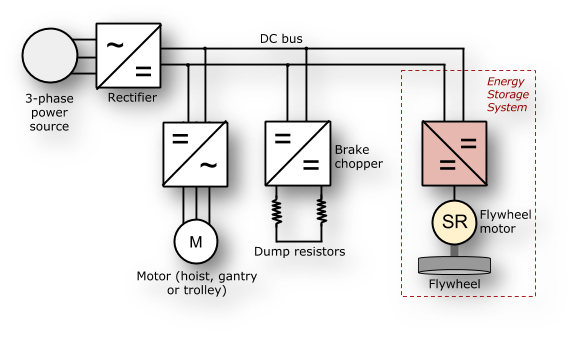 DC bus
Energy
Storage
System
3-phase
power
source
Rectifier
Brake
chopper
M
SR
Flywheel
motor
Dump resistors
Motor (hoist, gantry
or trolley)
Flywheel